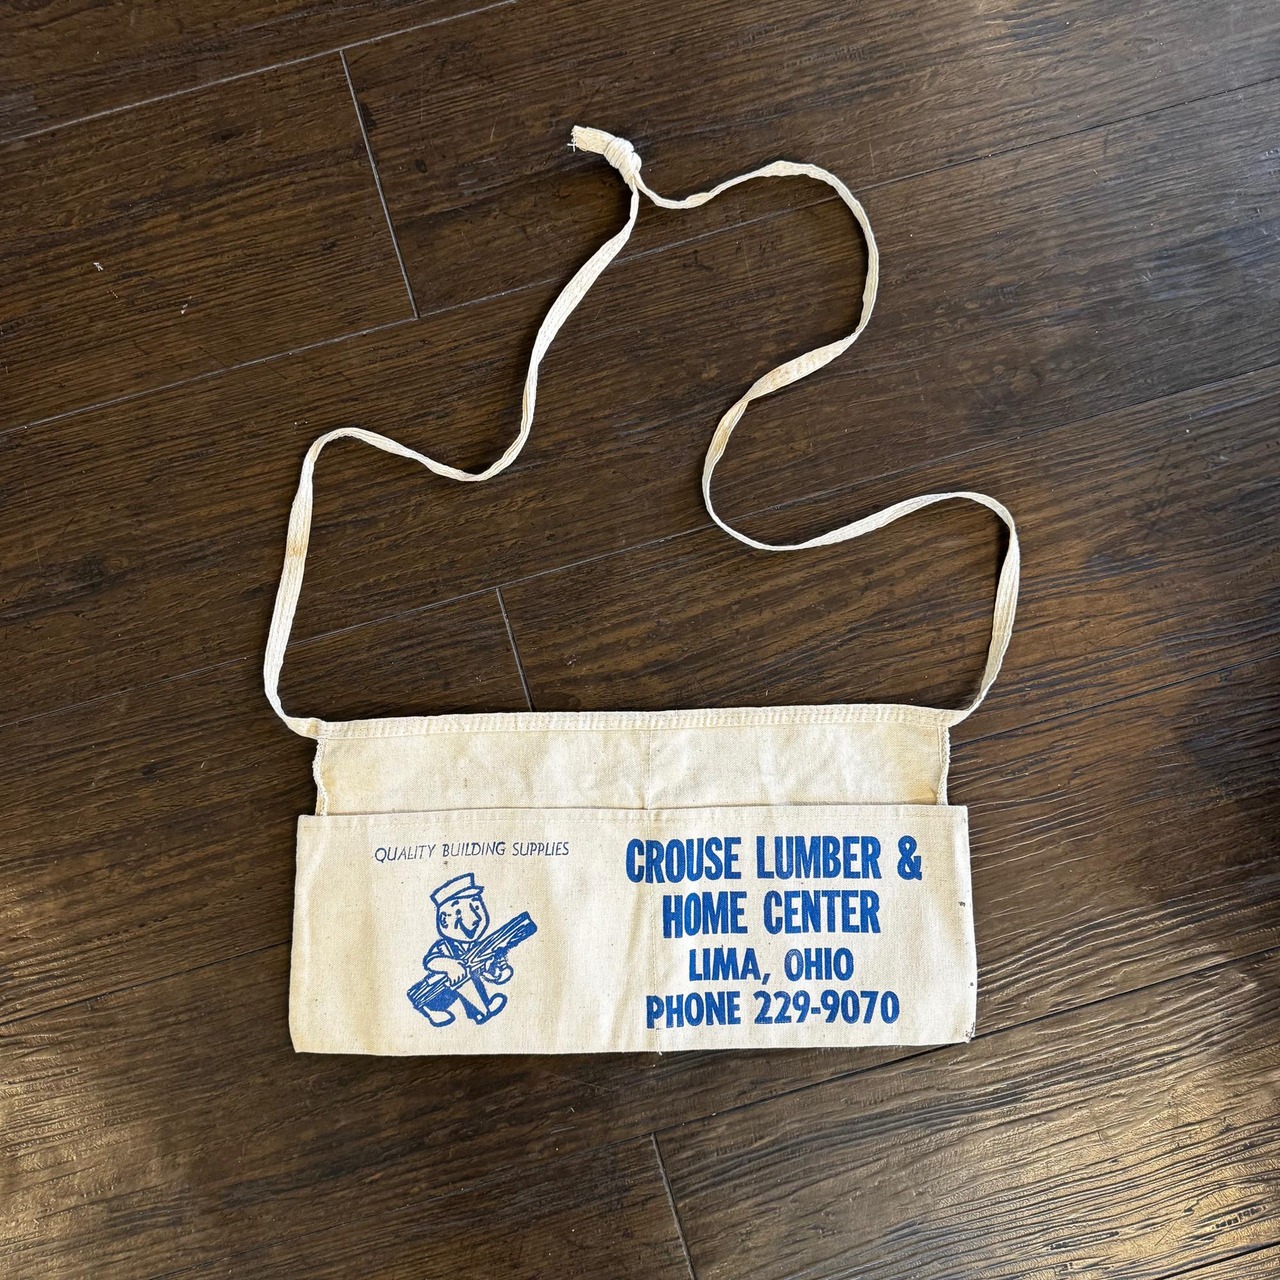 QUALITY BUILDING SUPPLIES
CROUSE LUMBER &
HOME CENTER
LIMA, OHIO
PHONE 229-9070